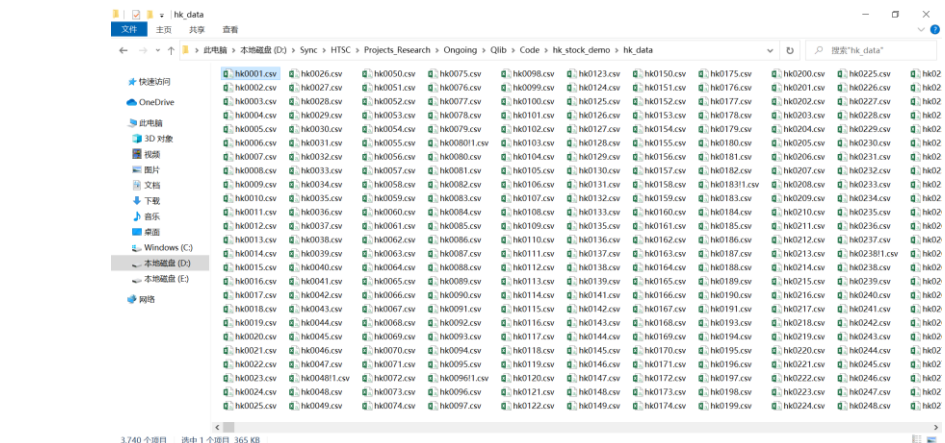 hk_data
文件 主页 共享 查看
此电脑 > 本地磁盘 (D:) > Sync > HTSC > Projects_Research > Ongoing > Qlib > Code > hk_stock_demo > hk_data
搜索"hk_data"
快速访问
OneDrive
此电脑
3D 对象
视频
图片
文档
下载
音乐
桌面
Windows (C:)
本地磁盘 (D:)
本地磁盘 (E:)
网络
hk0001.csv hk0026.csv hk0050.csv hk0075.csv hk0098.csv hk0123.csv hk0150.csv hk0175.csv hk0200.csv hk0225.csv hk02
hk0002.csv hk0027.csv hk0051.csv hk0076.csv hk0099.csv hk0124.csv hk0151.csv hk0176.csv hk0201.csv hk0226.csv hk02
hk0003.csv hk0028.csv hk0052.csv hk0077.csv hk0100.csv hk0125.csv hk0152.csv hk0177.csv hk0202.csv hk0227.csv hk02
hk0004.csv hk0029.csv hk0053.csv hk0078.csv hk0101.csv hk0126.csv hk0153.csv hk0178.csv hk0203.csv hk0228.csv hk02
hk0005.csv hk0030.csv hk0054.csv hk0079.csv hk0102.csv hk0127.csv hk0154.csv hk0179.csv hk0204.csv hk0229.csv hk02
hk0006.csv hk0031.csv hk0055.csv hk0080!1.csv hk0103.csv hk0128.csv hk0155.csv hk0180.csv hk0205.csv hk0230.csv hk02
hk0007.csv hk0032.csv hk0056.csv hk0080.csv hk0104.csv hk0129.csv hk0156.csv hk0181.csv hk0206.csv hk0231.csv hk02
hk0008.csv hk0033.csv hk0057.csv hk0081.csv hk0105.csv hk0130.csv hk0157.csv hk0182.csv hk0207.csv hk0232.csv hk02
hk0009.csv hk0034.csv hk0058.csv hk0082.csv hk0106.csv hk0131.csv hk0158.csv hk0183!1.csv hk0208.csv hk0233.csv hk02
hk0010.csv hk0035.csv hk0059.csv hk0083.csv hk0107.csv hk0132.csv hk0159.csv hk0183.csv hk0209.csv hk0234.csv hk02
hk0011.csv hk0036.csv hk0060.csv hk0084.csv hk0108.csv hk0133.csv hk0160.csv hk0184.csv hk0210.csv hk0235.csv hk02
hk0012.csv hk0037.csv hk0061.csv hk0085.csv hk0109.csv hk0135.csv hk0161.csv hk0185.csv hk0211.csv hk0236.csv hk02
hk0013.csv hk0038.csv hk0062.csv hk0086.csv hk0110.csv hk0136.csv hk0162.csv hk0186.csv hk0212.csv hk0237.csv hk02
hk0014.csv hk0039.csv hk0063.csv hk0087.csv hk0111.csv hk0137.csv hk0163.csv hk0187.csv hk0213.csv hk0238!1.csv hk02
hk0015.csv hk0040.csv hk0064.csv hk0088.csv hk0112.csv hk0138.csv hk0164.csv hk0188.csv hk0214.csv hk0238.csv hk02
hk0016.csv hk0041.csv hk0065.csv hk0089.csv hk0113.csv hk0139.csv hk0165.csv hk0189.csv hk0215.csv hk0239.csv hk02
hk0017.csv hk0042.csv hk0066.csv hk0090.csv hk0114.csv hk0141.csv hk0166.csv hk0190.csv hk0216.csv hk0240.csv hk02
hk0018.csv hk0043.csv hk0067.csv hk0091.csv hk0115.csv hk0142.csv hk0167.csv hk0191.csv hk0217.csv hk0241.csv hk02
hk0019.csv hk0044.csv hk0068.csv hk0092.csv hk0116.csv hk0143.csv hk0168.csv hk0193.csv hk0218.csv hk0242.csv hk02
hk0020.csv hk0045.csv hk0069.csv hk0093.csv hk0117.csv hk0144.csv hk0169.csv hk0194.csv hk0219.csv hk0243.csv hk02
hk0021.csv hk0046.csv hk0070.csv hk0094.csv hk0118.csv hk0145.csv hk0170.csv hk0195.csv hk0220.csv hk0244.csv hk02
hk0022.csv hk0047.csv hk0071.csv hk0095.csv hk0119.csv hk0146.csv hk0171.csv hk0196.csv hk0221.csv hk0245.csv hk02
hk0023.csv hk0048!1.csv hk0072.csv hk0096!1.csv hk0120.csv hk0147.csv hk0172.csv hk0197.csv hk0222.csv hk0246.csv hk02
hk0024.csv hk0048.csv hk0073.csv hk0096.csv hk0121.csv hk0148.csv hk0173.csv hk0198.csv hk0223.csv hk0247.csv hk02
hk0025.csv hk0049.csv hk0074.csv hk0097.csv hk0122.csv hk0149.csv hk0174.csv hk0199.csv hk0224.csv hk0248.csv hk02
3,740 个项目 选中 1 个项目 365 KB